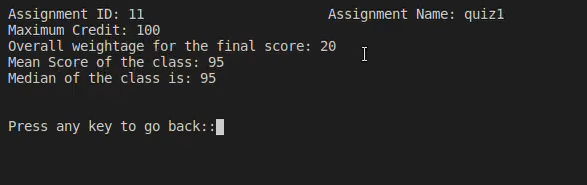 Assignment ID: 11 Assignment Name: quiz1
Maximum Credit: 100
Overall weightage for the final score: 20
Mean Score of the class: 95
Median of the class is: 95
Press any key to go back::